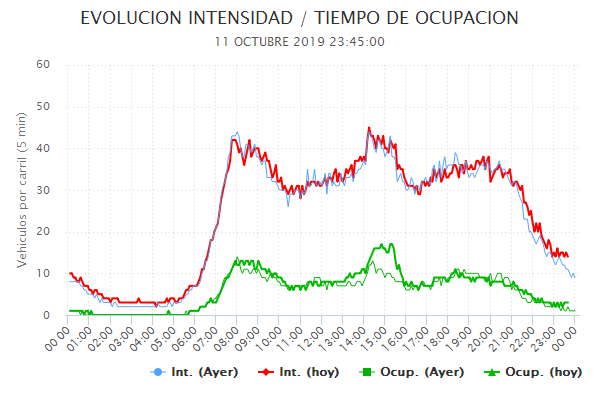 EVOLUCION INTENSIDAD / TIEMPO DE OCUPACION
11 OCTUBRE 2019 23:45:00
Vehiculos por carril (5 min)
60
50
40
30
20
10
0
00:00 01:00 02:00 03:00 04:00 05:00 06:00 07:00 08:00 09:00 10:00 11:00 12:00 13:00 14:00 15:00 16:00 17:00 18:00 19:00 20:00 21:00 22:00 23:00 00:00
Int. (Ayer) Int. (hoy) Ocup. (Ayer) Ocup. (hoy)